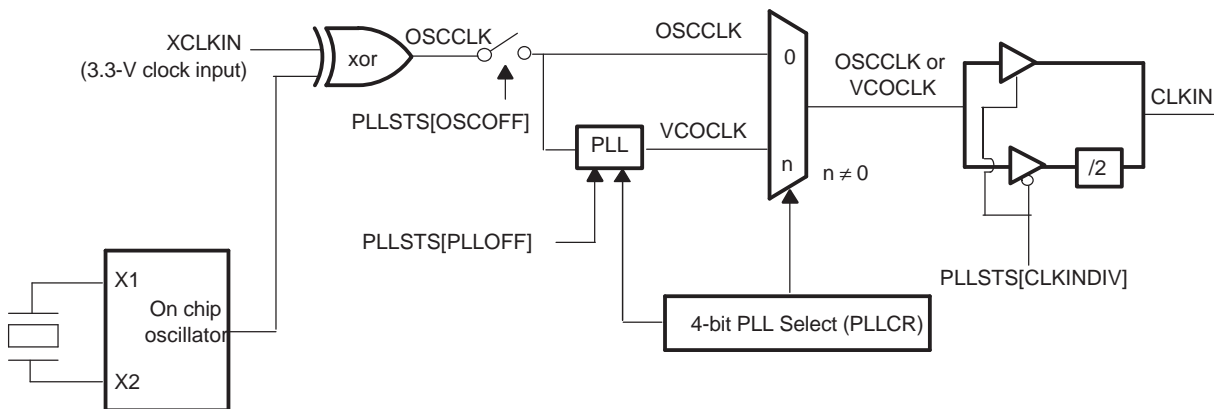 XCLKIN
(3.3-V clock input)
xor
OSCCLK
PLLSTS[OSCOFF]
OSCCLK
0
PLL
VCOCLK
n
n ≠ 0
OSCCLK or
VCOCLK
CLKIN
/2
PLLSTS[PLLOFF]
PLLSTS[CLKINDIV]
4-bit PLL Select (PLLCR)
X1
On chip
oscillator
X2